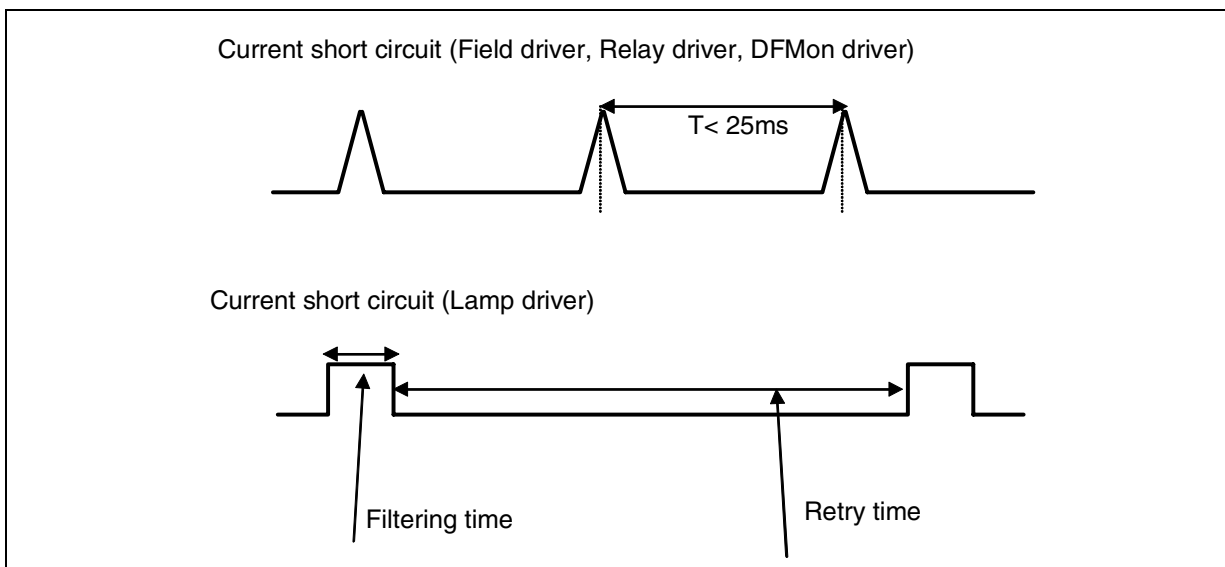 Current short circuit (Field driver, Relay driver, DFMon driver)
T< 25ms
Current short circuit (Lamp driver)
Filtering time
Retry time